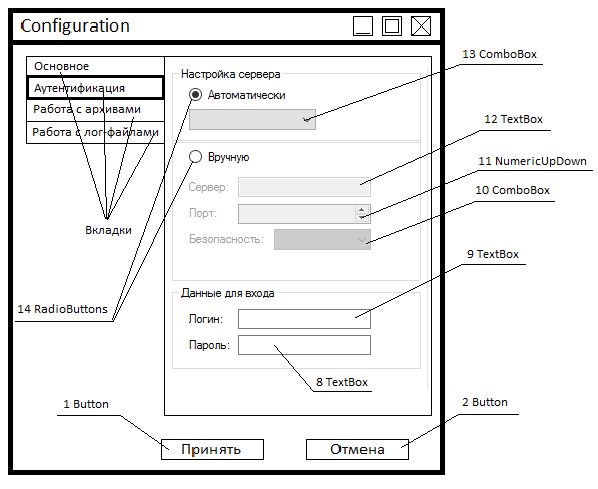 Configuration
Основное
Аутентификация
Работа с архивами
Работа с лог-файлами
Вкладки
14 RadioButtons
Настройка сервера
Автоматически
13 ComboBox
Вручную
12 TextBox
Сервер:
11 NumericUpDown
Порт:
10 ComboBox
Безопасность:
9 TextBox
Данные для входа
Логин:
Пароль:
8 TextBox
1 Button
2 Button
Принять
Отмена